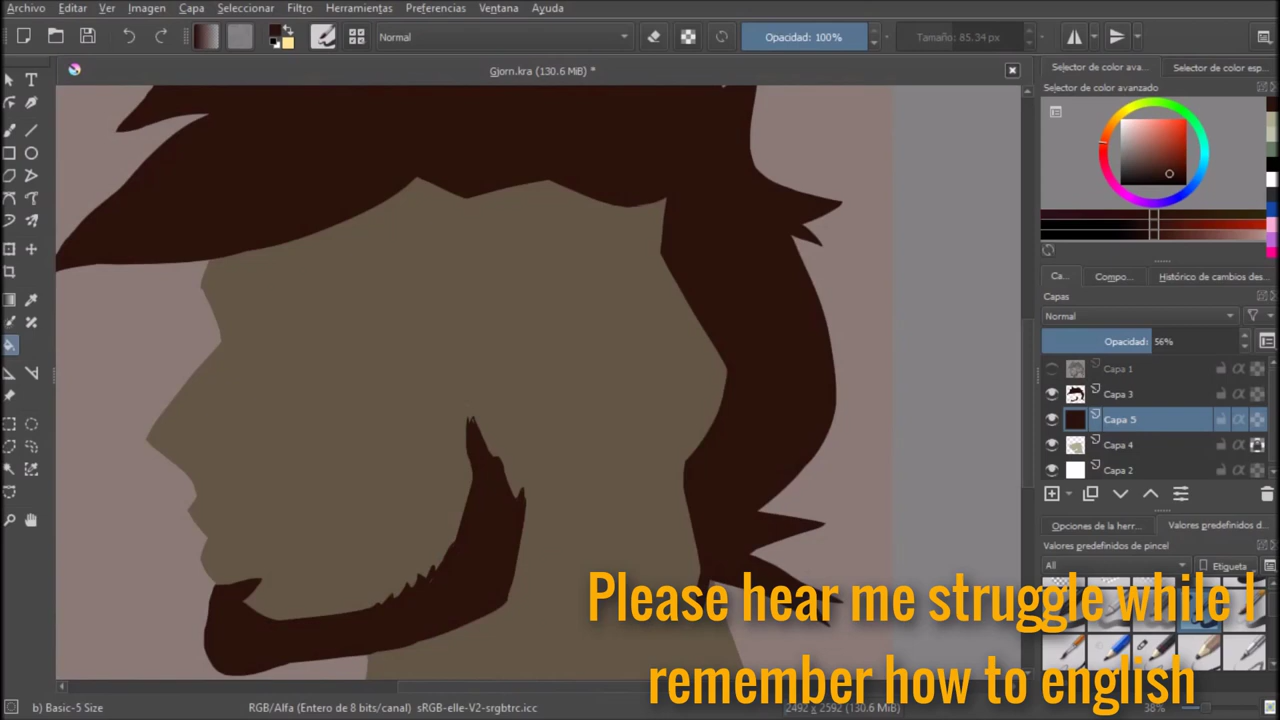 Archivo Editar Ver Imagen Capa Seleccionar Filtro Herramientas Preferencias Ventana Ayuda
Normal
Opacidad: 100%
Tamaño: 85.34 px
Gjorn.kra (130.6 MiB) *
Selector de color ava...
Selector de color esp...
Selector de color avanzado
Ca...
Compo...
Histórico de cambios des...
Capas
Normal
Opacidad: 56%
Capa 1
Capa 3
Capa 5
Capa 4
Capa 2
Opciones de la herr...
Valores predefinidos d...
Valores predefinidos de pincel
All
Etiqueta
Please hear me struggle while I
remember how to english
b) Basic-5 Size
RGB/Alfa (Entero de 8 bits/canal) sRGB-elle-V2-srgbtrc.icc
2492 x 2592 (130.6 MiB)
38%